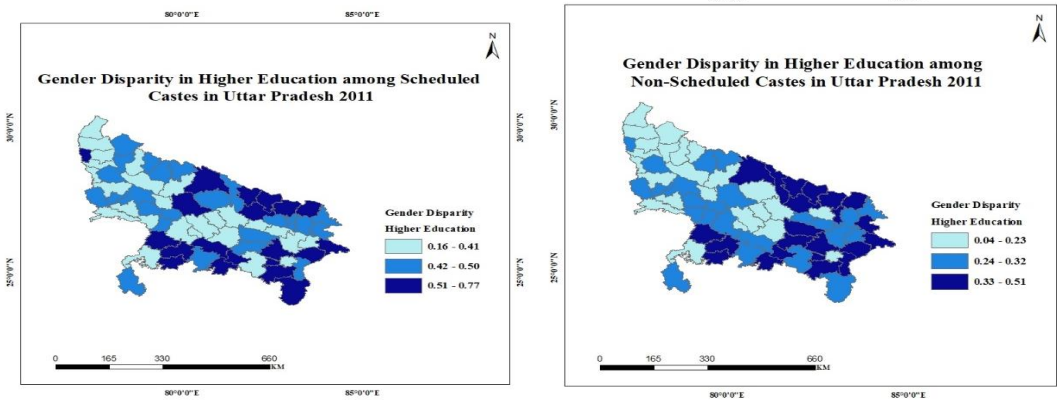 80°0'0"E 85°0'0"E
N
Gender Disparity in Higher Education among Scheduled
Castes in Uttar Pradesh 2011
30°0'0"N
30°0'0"N
25°0'0"N
25°0'0"N
Gender Disparity
Higher Education
0.16 - 0.41
0.42 - 0.50
0.51 - 0.77
0 165 330 660
KM
80°0'0"E 85°0'0"E
N
Gender Disparity in Higher Education among
Non-Scheduled Castes in Uttar Pradesh 2011
30°0'0"N
25°0'0"N
Gender Disparity
Higher Education
0.04 - 0.23
0.24 - 0.32
0.33 - 0.51
0 165 330 660
KM
80°0'0"E 85°0'0"E